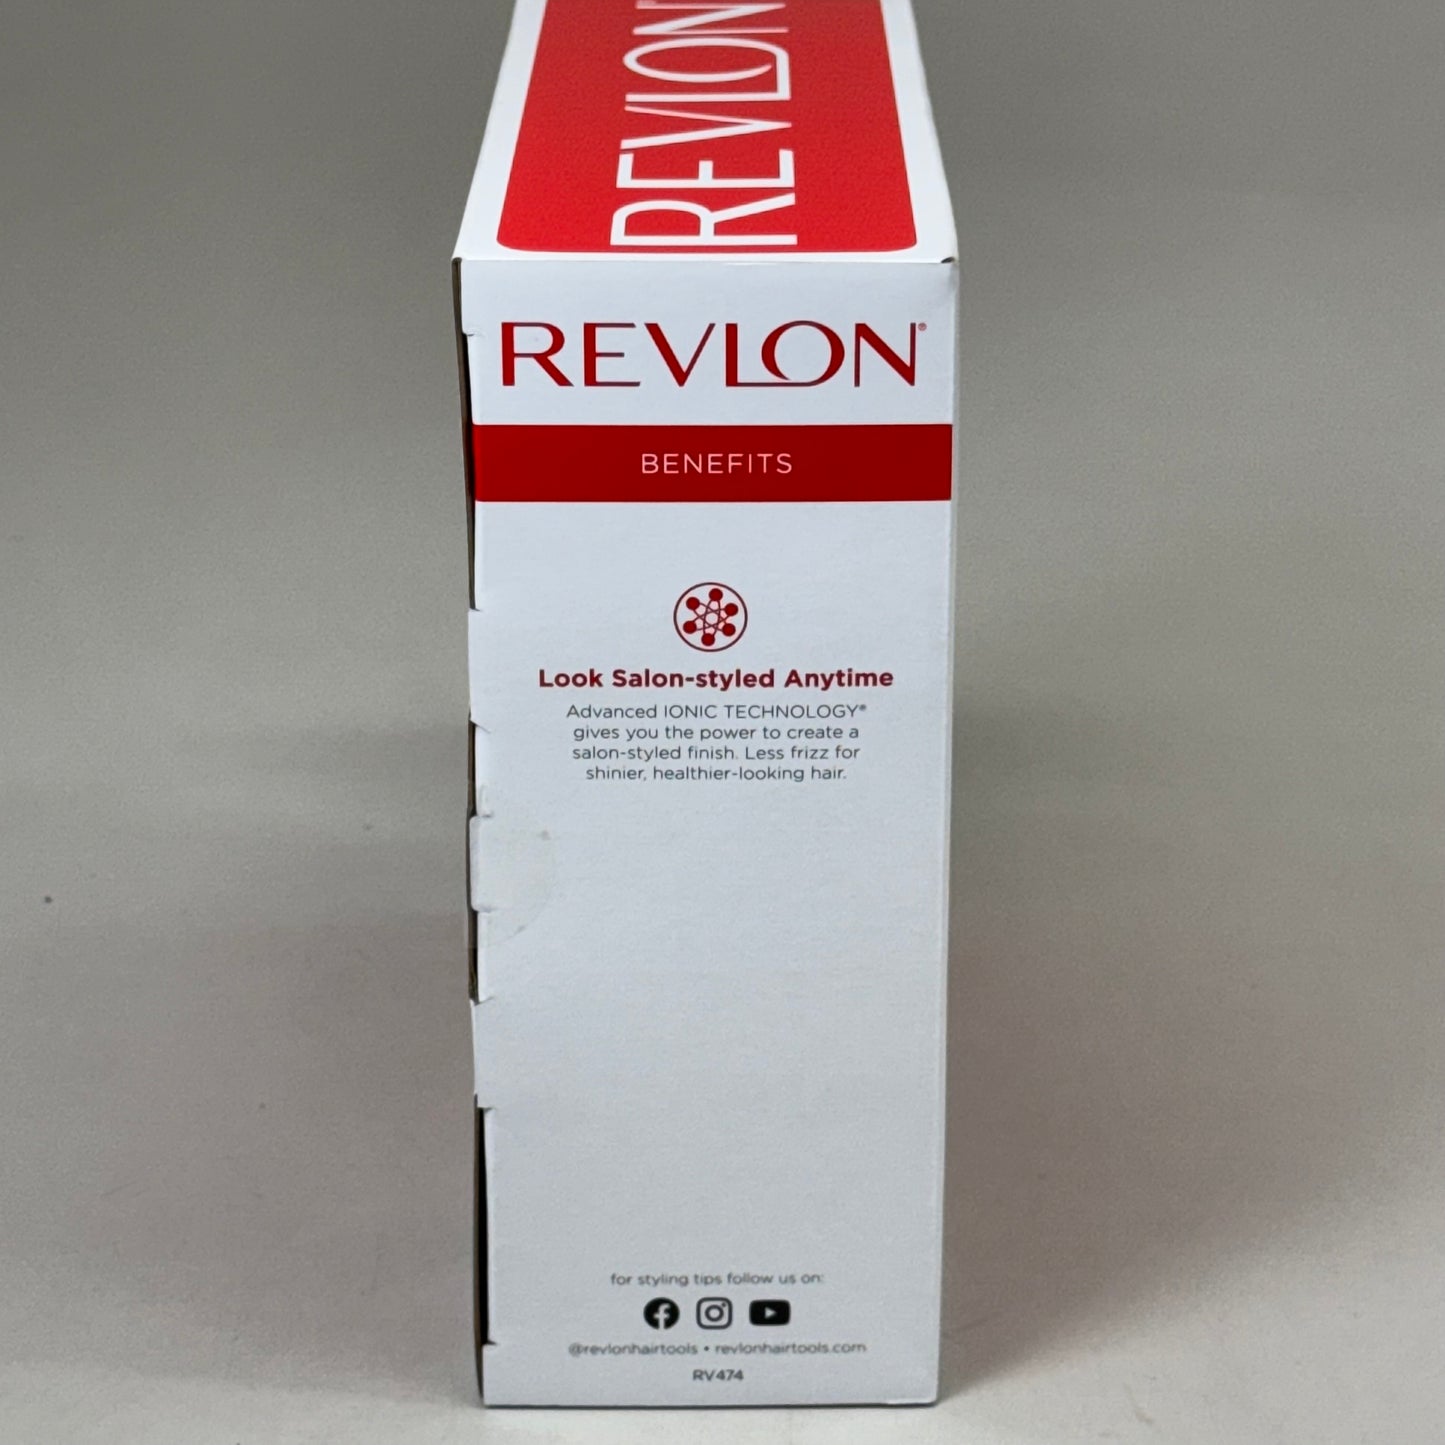 REVLON
REVLON®
BENEFITS
Look Salon-styled Anytime
Advanced IONIC TECHNOLOGY®
gives you the power to create a
salon-styled finish. Less frizz for
shinier, healthier-looking hair.
for styling tips follow us on:
@revlonhairtools • revlonhairtools.com
RV474